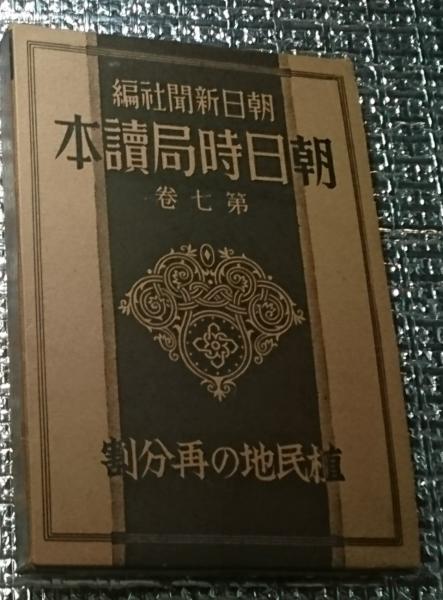 朝日新聞社編
朝日時局讀本
第七卷
植民地の再分割